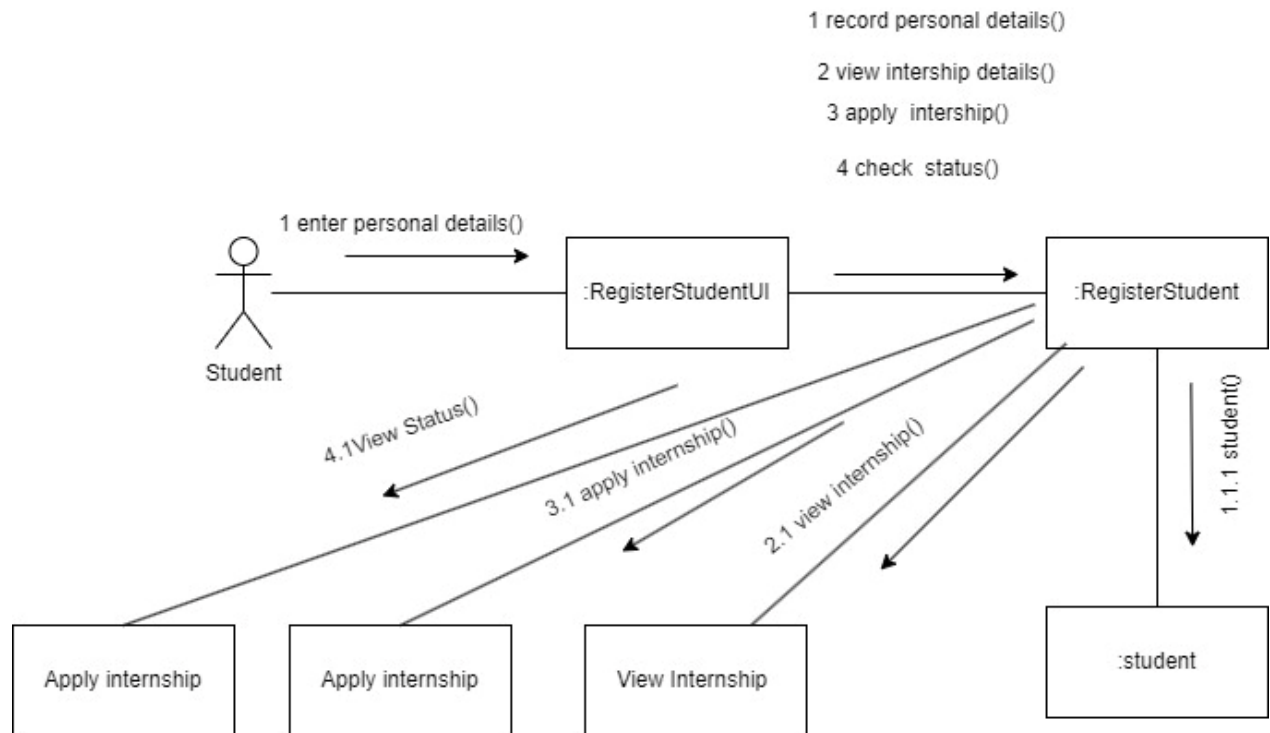 1 record personal details()
2 view intership details()
3 apply intership()
4 check status()
1 enter personal details()
:RegisterStudentUI
:RegisterStudent
Student
4.1View Status()
3.1 apply internship()
2.1 view internship()
1.1.1 student()
Apply internship
Apply internship
View Internship
:student